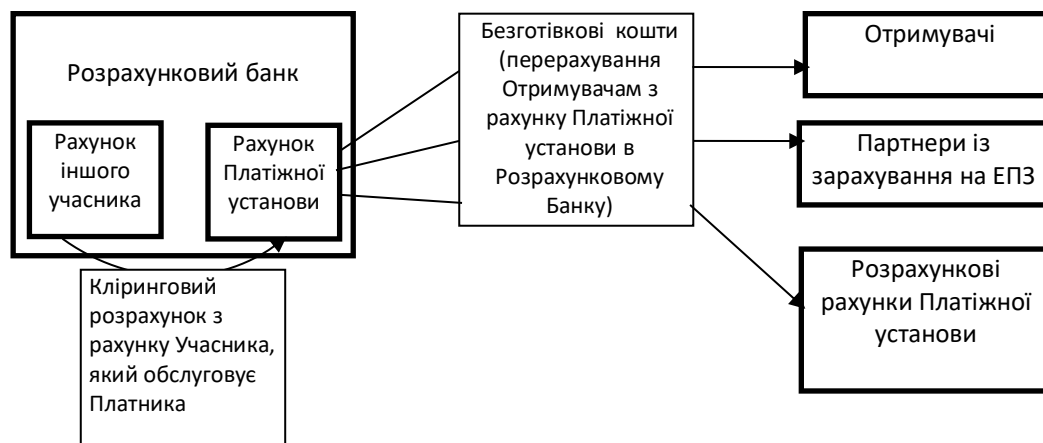 Розрахунковий банк
Рахунок
іншого
учасника
Рахунок
Платіжної
установи
Кліринговий
розрахунок з
рахунку Учасника,
який обслуговує
Платника
Безготівкові кошти
(перерахування
Отримувачам з
рахунку Платіжної
установи в
Розрахунковому
Банку)
Отримувачі
Партнери із
зарахування на ЕПЗ
Розрахункові
рахунки Платіжної
установи